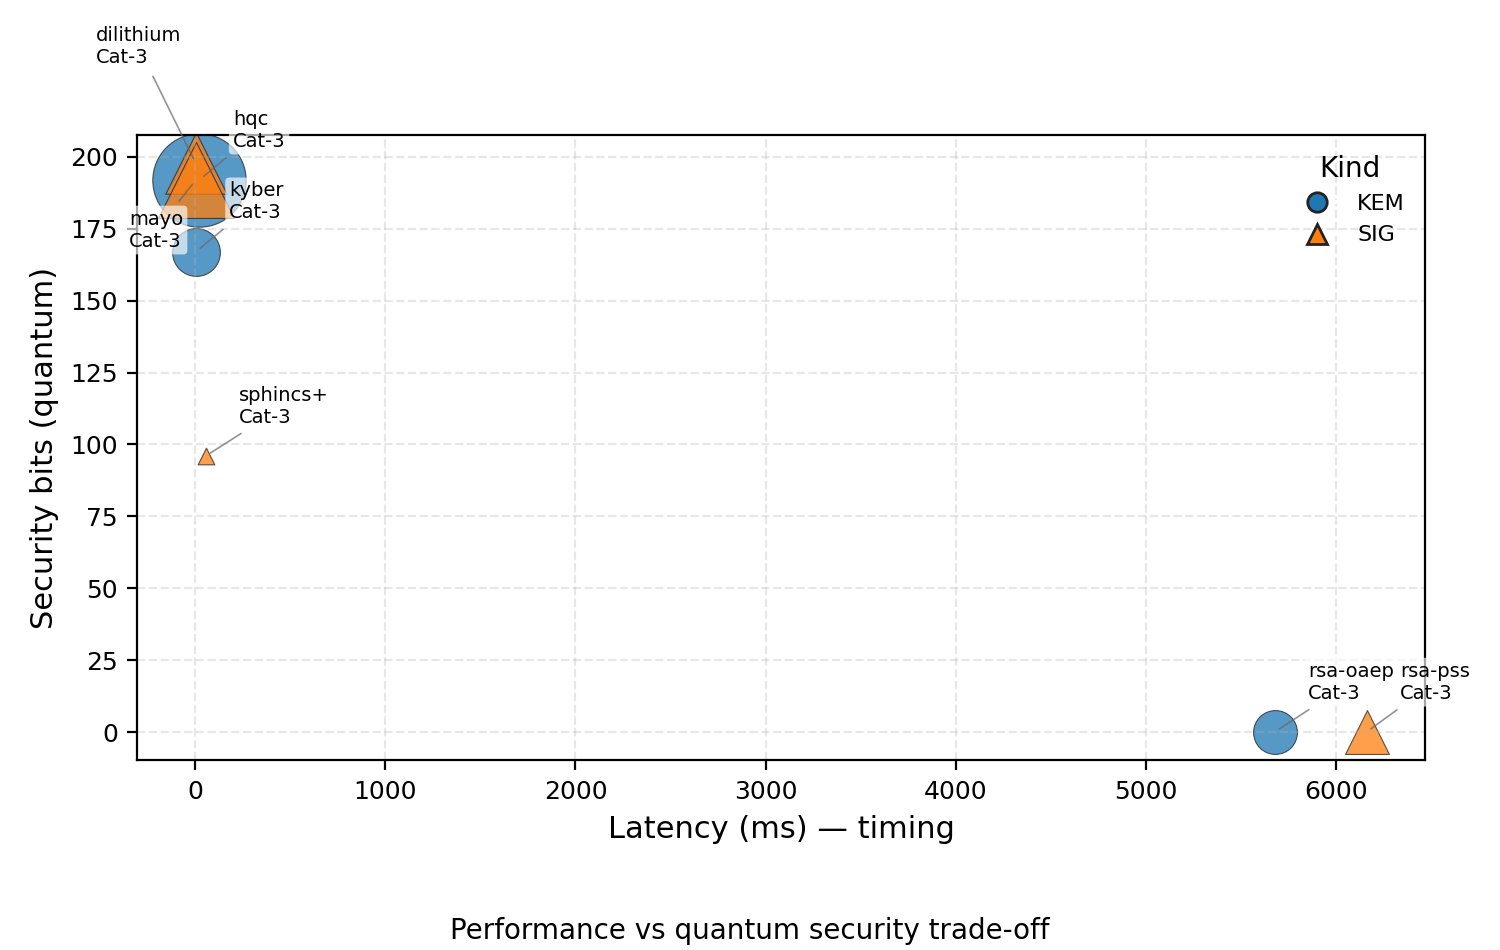 dilithium
Cat-3
hqc
Cat-3
kyber
Cat-3
mayo
Cat-3
sphincs+
Cat-3
rsa-oaep
Cat-3
rsa-pss
Cat-3
Kind
KEM
SIG
200
175
150
125
100
75
50
25
0
Security bits (quantum)
0 1000 2000 3000 4000 5000 6000
Latency (ms) — timing
Performance vs quantum security trade-off